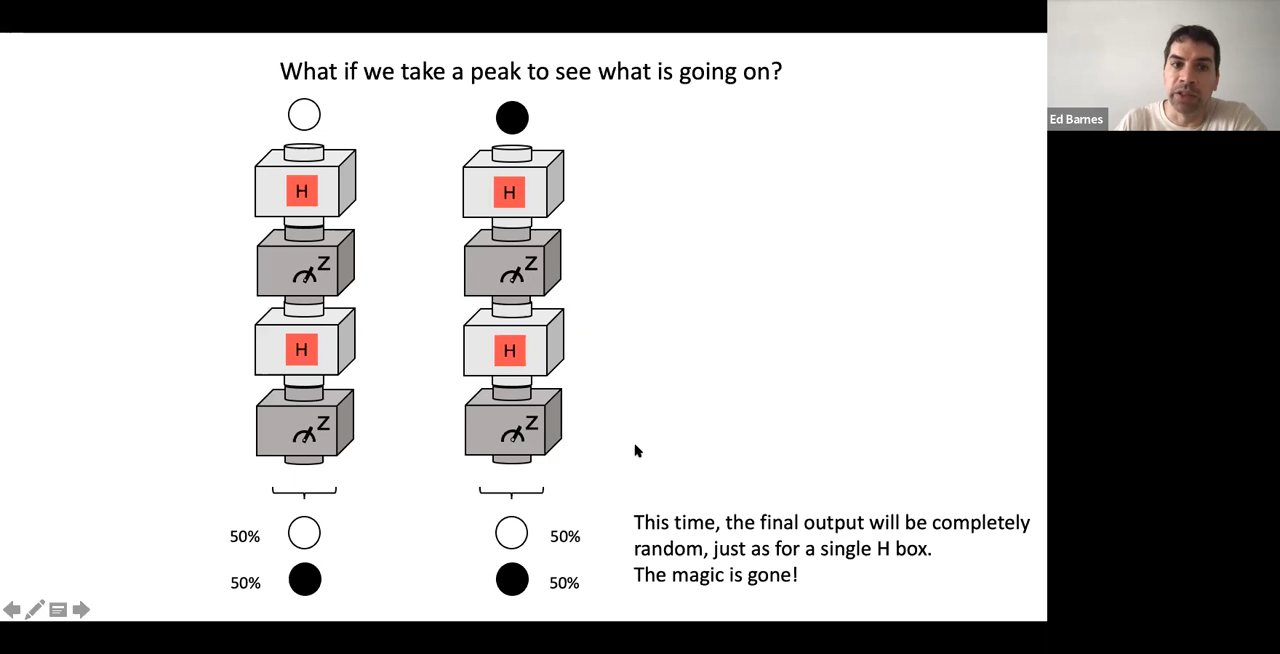 What if we take a peak to see what is going on?
Ed Barnes
H
H
Z
Z
H
H
Z
Z
50%
50%
50%
50%
This time, the final output will be completely
random, just as for a single H box.
The magic is gone!